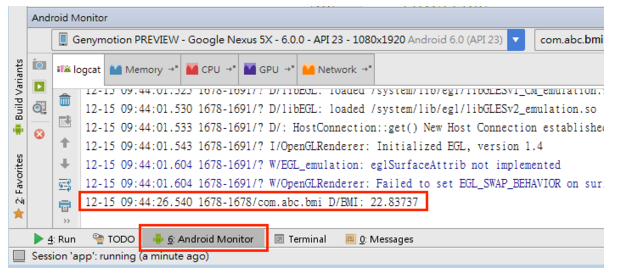 Android Monitor
Genymotion PREVIEW - Google Nexus 5X - 6.0.0 - API 23 - 1080x1920 Android 6.0 (API 23) com.abc.bmi
logcat Memory →" CPU →" GPU →" Network →"
Build Variants
2: Favorites
12-15 09:44:01.525 1678-1691/? D/libEGL: loaded /system/lib/egl/libGLESv1_CM_emulation.
12-15 09:44:01.530 1678-1691/? D/libEGL: loaded /system/lib/egl/libGLESv2_emulation.so
12-15 09:44:01.533 1678-1691/? D/: HostConnection::get() New Host Connection establishe
12-15 09:44:01.543 1678-1691/? I/OpenGLRenderer: Initialized EGL, version 1.4
12-15 09:44:01.604 1678-1691/? W/EGL_emulation: eglSurfaceAttrib not implemented
12-15 09:44:01.604 1678-1691/? W/OpenGLRenderer: Failed to set EGL_SWAP_BEHAVIOR on sur
12-15 09:44:26.540 1678-1678/com.abc.bmi D/BMI: 22.83737
4: Run TODO 6: Android Monitor Terminal 0: Messages
Session 'app': running (a minute ago)